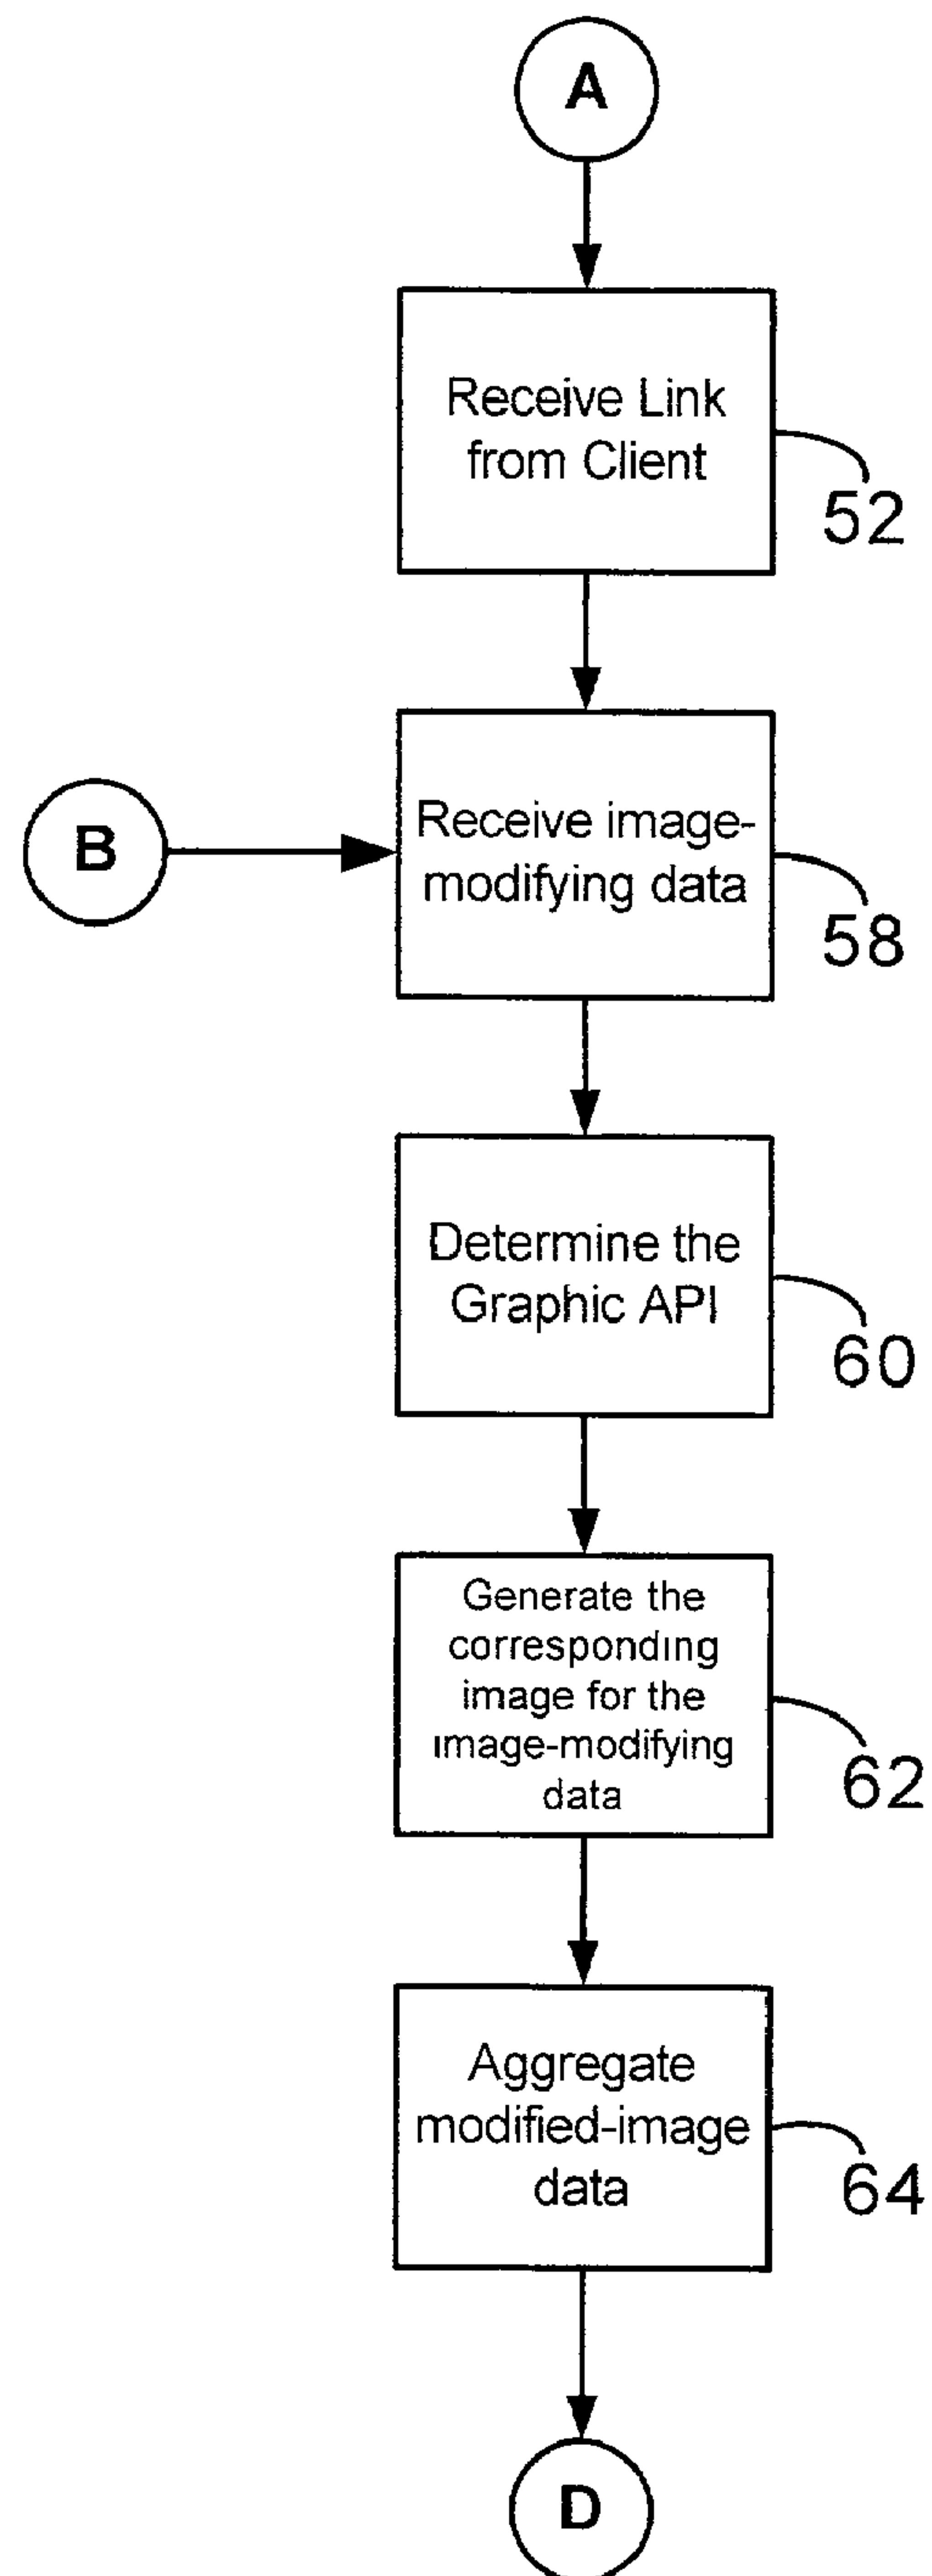 A
Receive Link
from Client
52
B
Receive image-
modifying data
58
Determine the
Graphic API
60
Generate the
corresponding
image for the
image-modifying
data
62
Aggregate
modified-image
data
64
D